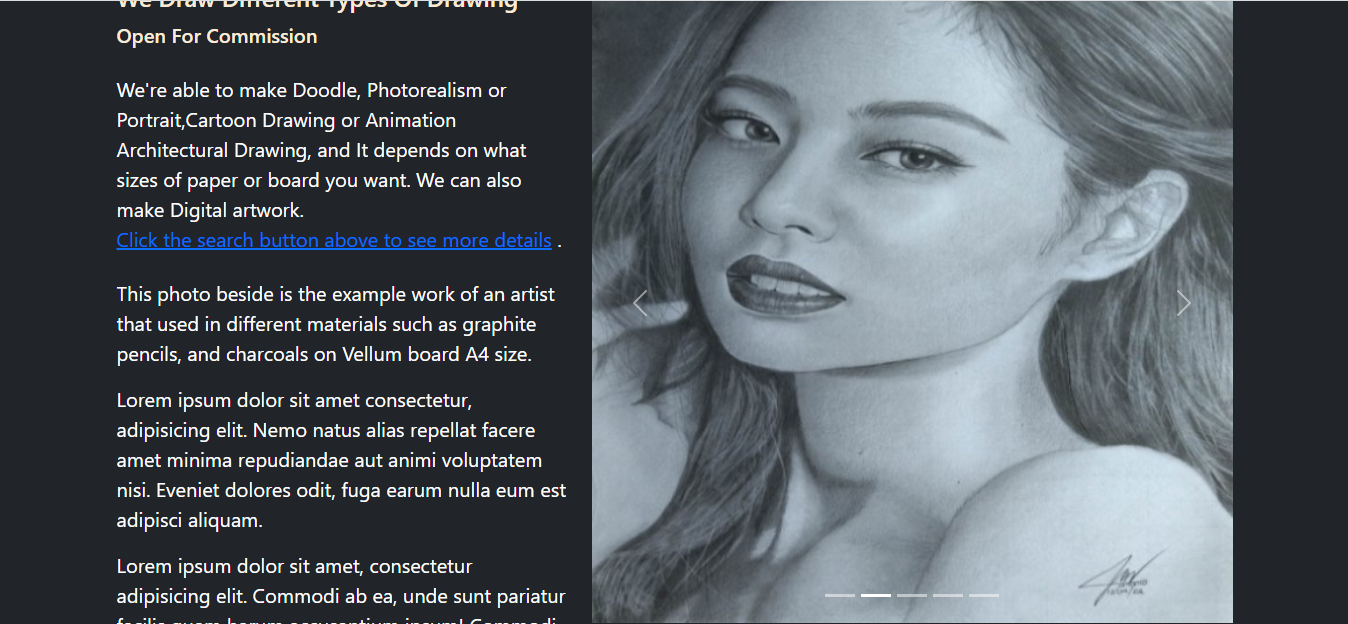 We Draw Different Types Of Drawing
Open For Commission
We're able to make Doodle, Photorealism or
Portrait,Cartoon Drawing or Animation
Architectural Drawing, and It depends on what
sizes of paper or board you want. We can also
make Digital artwork.
Click the search button above to see more details .
This photo beside is the example work of an artist
that used in different materials such as graphite
pencils, and charcoals on Vellum board A4 size.
Lorem ipsum dolor sit amet consectetur,
adipisicing elit. Nemo natus alias repellat facere
amet minima repudiandae aut animi voluptatem
nisi. Eveniet dolores odit, fuga earum nulla eum est
adipisci aliquam.
Lorem ipsum dolor sit amet, consectetur
adipisicing elit. Commodi ab ea, unde sunt pariatur